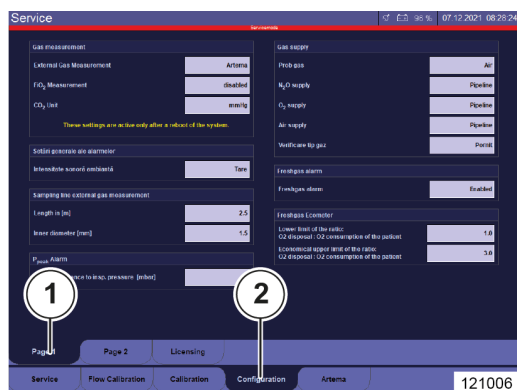 Service
98 %
07.12.2021 08:28:24
Servicemode
Gas measurement
External Gas Measurement
Artema
FiO2 Measurement
disabled
CO2 Unit
mmHg
These settings are active only after a reboot of the system.
Setări generale ale alarmelor
Intensitate sonoră ambiantă
Tare
Sampling line external gas measurement
Length in [m]
2.5
Inner diameter [mm]
1.5
Ppeak Alarm
nce to insp. pressure [mbar]
Gas supply
Prob gas
Air
N2O supply
Pipeline
O2 supply
Pipeline
Air supply
Pipeline
Verificare tip gaz
Permit
Freshgas alarm
Freshgas alarm
Enabled
Freshgas Ecometer
Lower limit of the ratio:
O2 disposal : O2 consumption of the patient
1.0
Economical upper limit of the ratio:
O2 disposal : O2 consumption of the patient
3.0
1
2
Page 1
Page 2
Licensing
Service
Flow Calibration
Calibration
Configuration
Artema
121006